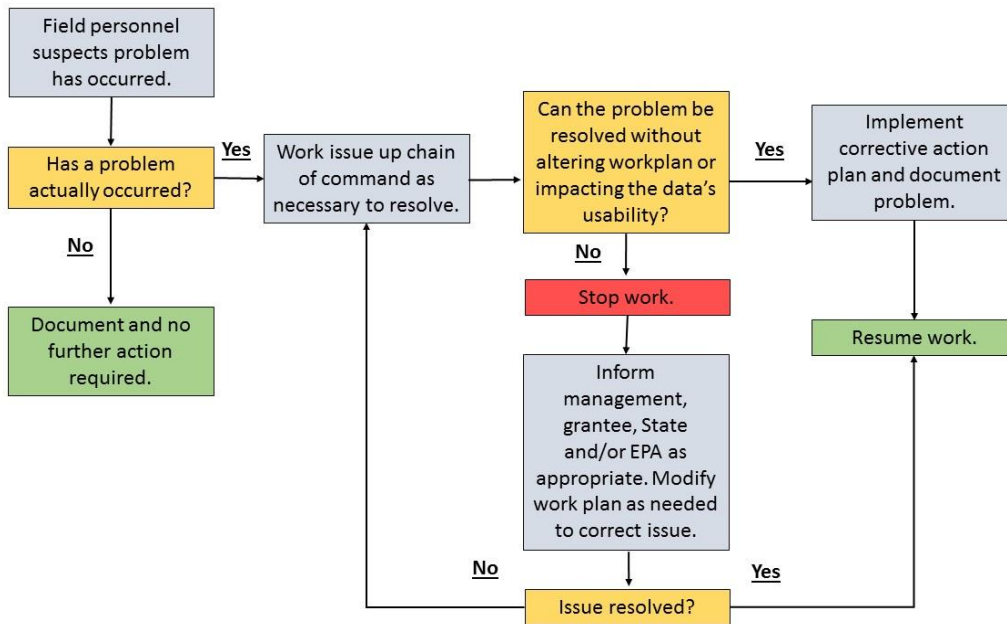 Field personnel
suspects problem
has occurred.
Has a problem
actually occurred?
Yes
No
Document and no
further action
required.
Work issue up chain
of command as
necessary to resolve.
Can the problem be
resolved without
altering workplan or
impacting the data's
usability?
Yes
No
Implement
corrective action
plan and document
problem.
Stop work.
Resume work.
Inform
management,
grantee, State
and/or EPA as
appropriate. Modify
work plan as needed
to correct issue.
No
Yes
Issue resolved?